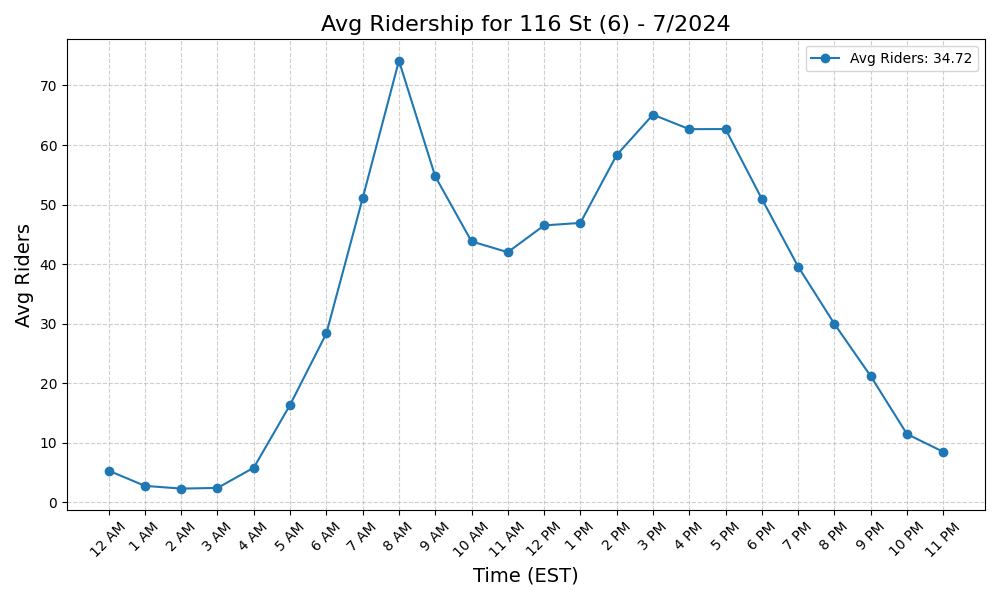 Avg Ridership for 116 St (6) - 7/2024
Avg Riders: 34.72
Avg Riders
70
60
50
40
30
20
10
0
12 AM
1 AM
2 AM
3 AM
4 AM
5 AM
6 AM
7 AM
8 AM
9 AM
10 AM
11 AM
12 PM
1 PM
2 PM
3 PM
4 PM
5 PM
6 PM
7 PM
8 PM
9 PM
10 PM
11 PM
Time (EST)